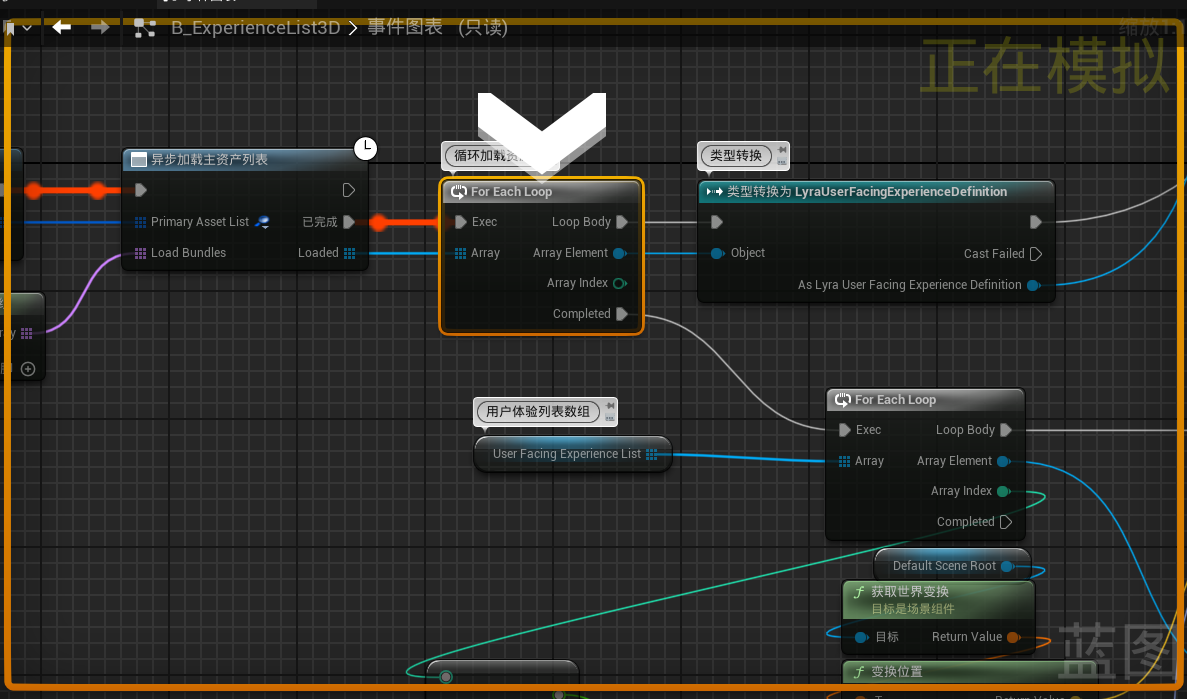 B_ExperienceList3D > 事件图表 (只读)
缩放1:
正在模拟
异步加载主资产列表
Primary Asset List
已完成
Load Bundles
Loaded
循环加载资
For Each Loop
Exec
Loop Body
Array
Array Element
Array Index
Completed
类型转换
类型转换为 LyraUserFacingExperienceDefinition
Object
Cast Failed
As Lyra User Facing Experience Definition
用户体验列表数组
User Facing Experience List
For Each Loop
Exec
Loop Body
Array
Array Element
Array Index
Completed
Default Scene Root
获取世界变换
目标是场景组件
目标
Return Value
变换位置
T
Return Value
蓝图